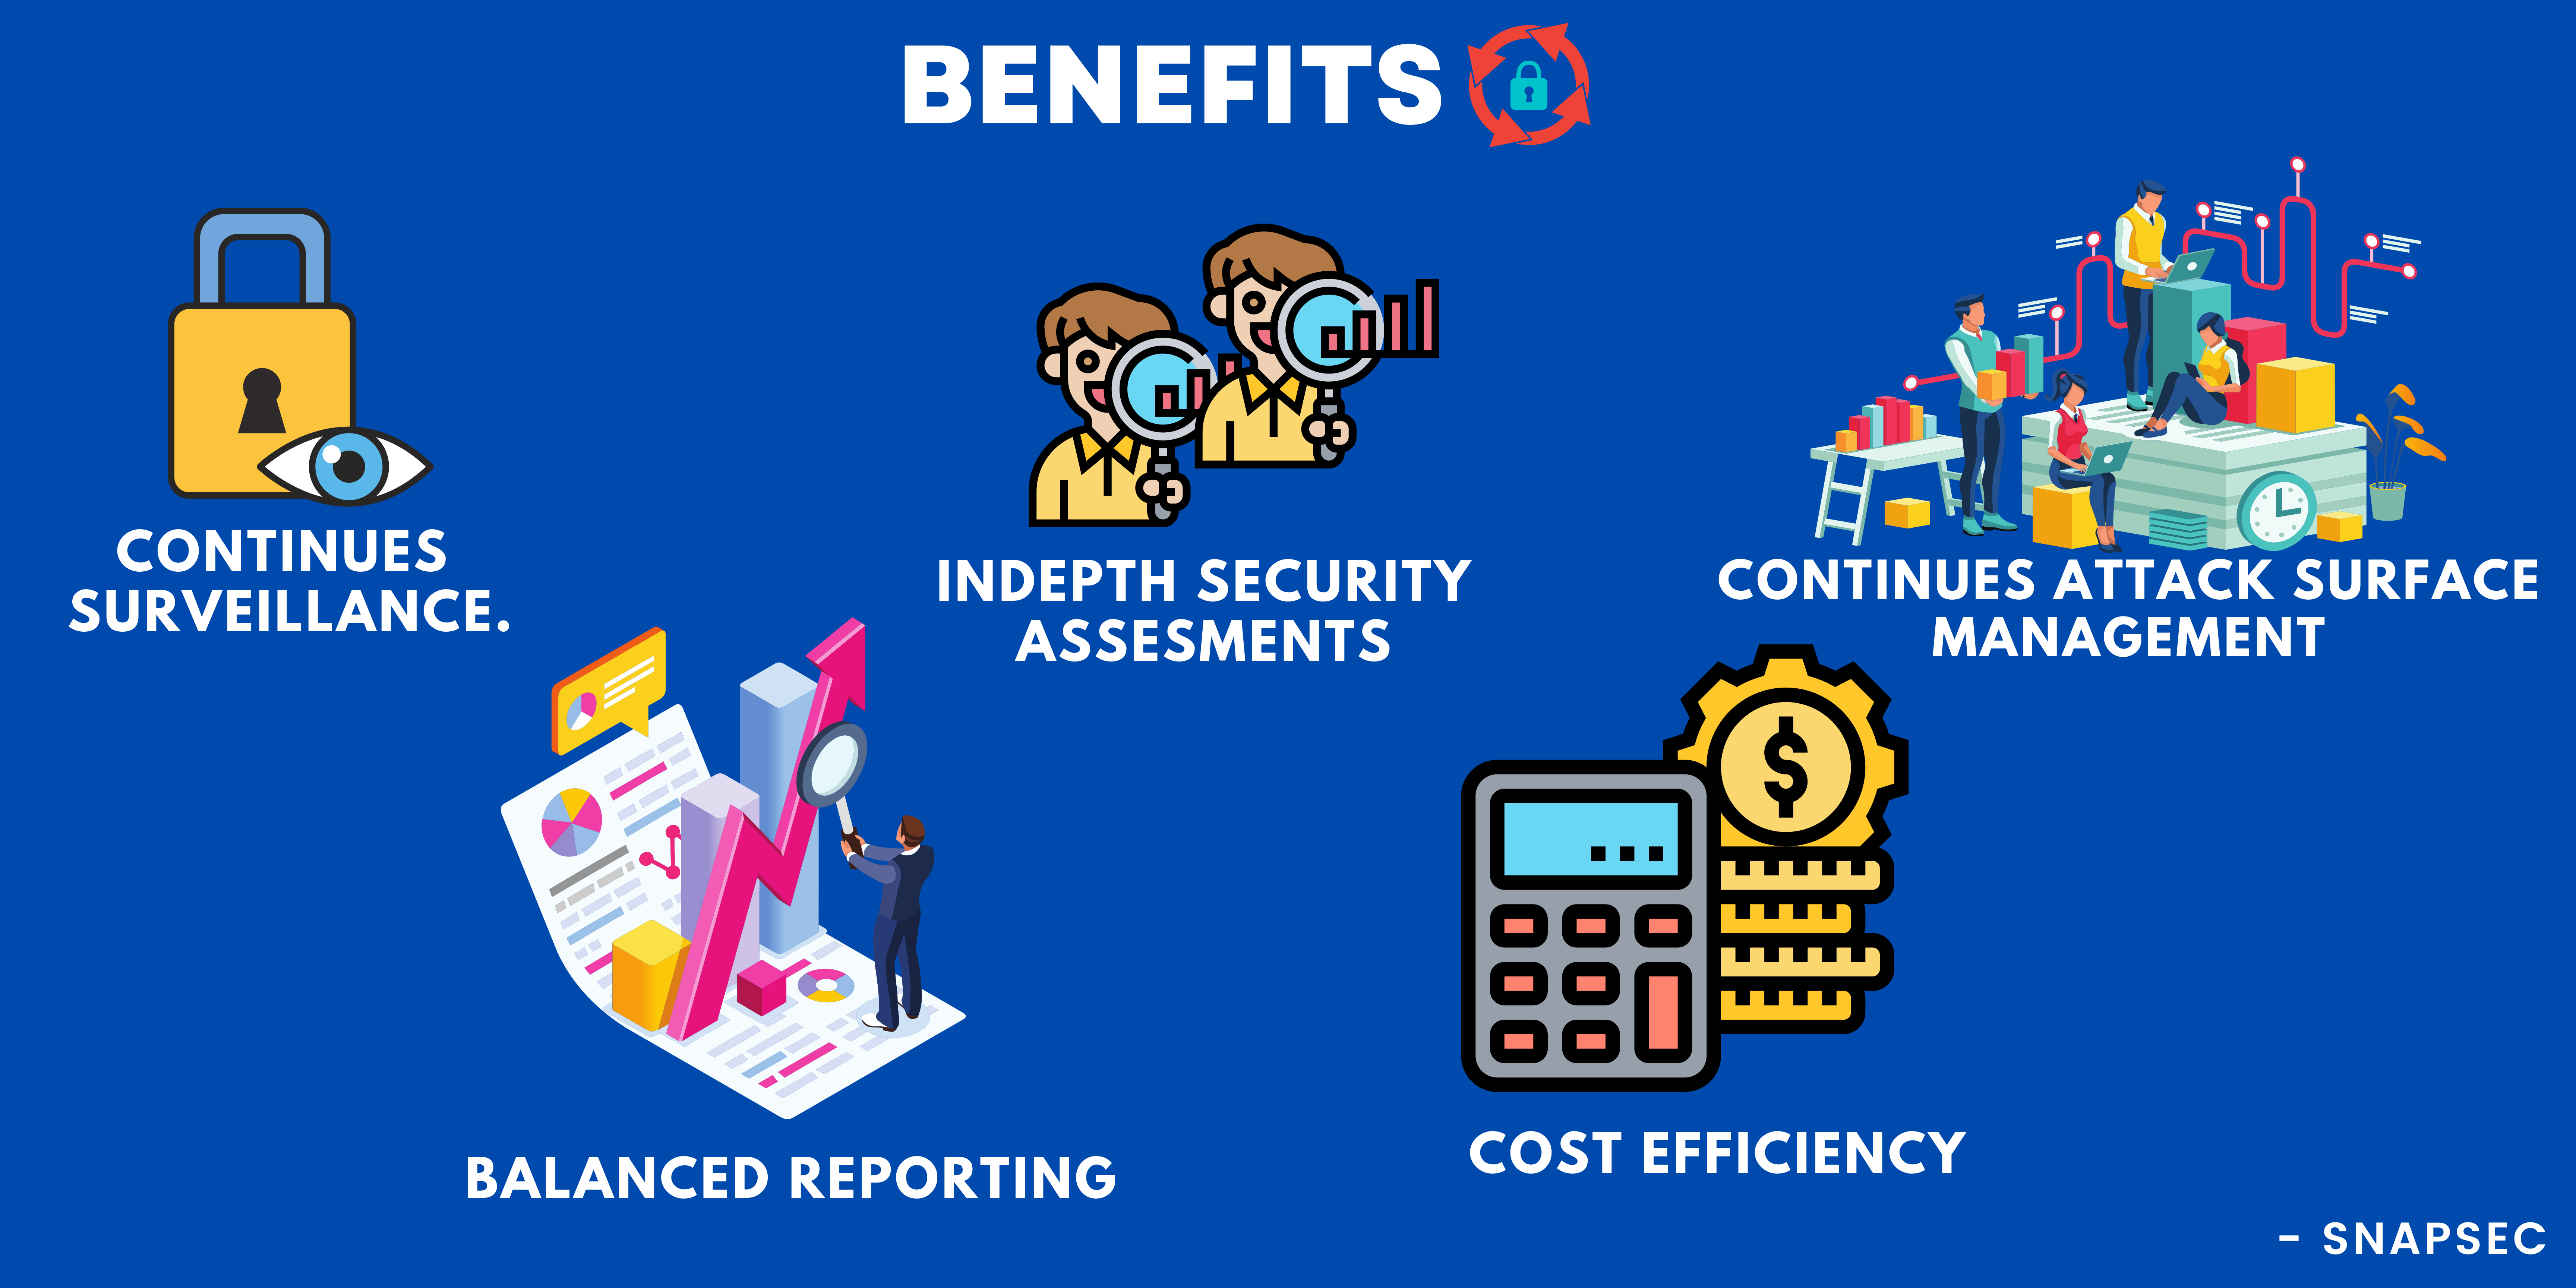 BENEFITS
CONTINUES
SURVEILLANCE.
INDEPTH SECURITY
ASSESMENTS
CONTINUES ATTACK SURFACE
MANAGEMENT
$
BALANCED REPORTING
COST EFFICIENCY
- SNAPSEC